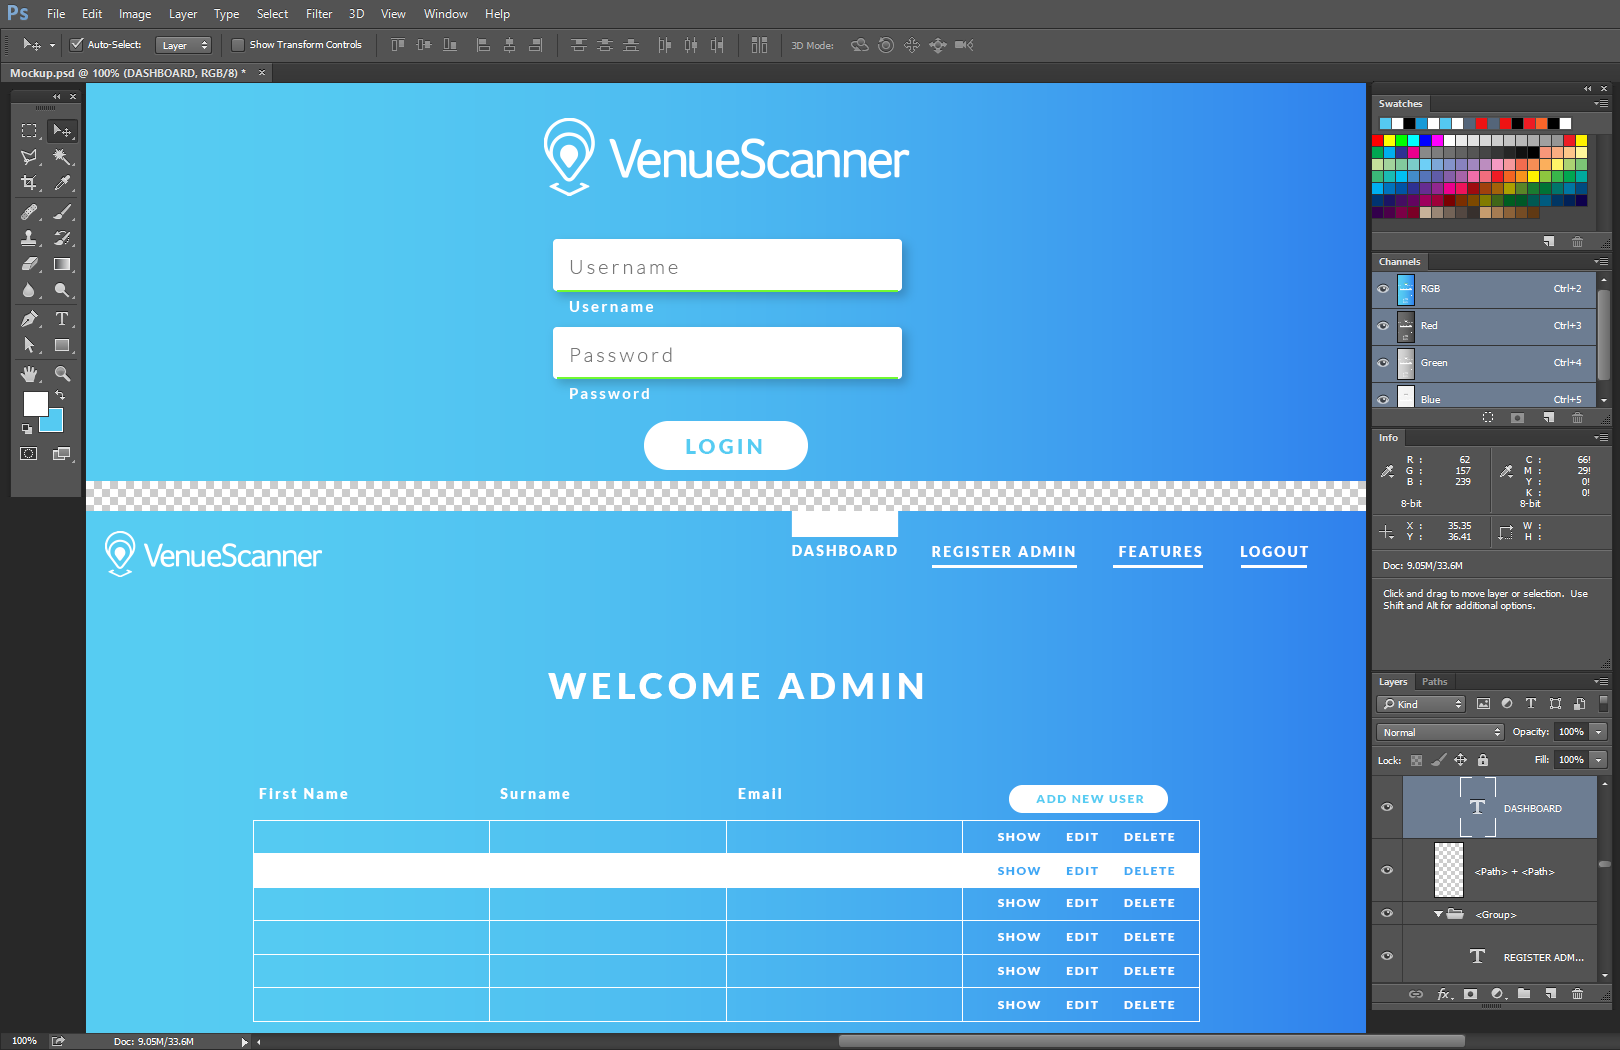 Ps File Edit Image Layer Type Select Filter 3D View Window Help
Auto-Select: Layer Show Transform Controls 3D Mode:
Mockup.psd @ 100% (DASHBOARD, RGB/8) *
VenueScanner
Username
Username
Password
Password
LOGIN
VenueScanner
DASHBOARD REGISTER ADMIN FEATURES LOGOUT
WELCOME ADMIN
First Name Surname Email ADD NEW USER
SHOW EDIT DELETE
SHOW EDIT DELETE
SHOW EDIT DELETE
SHOW EDIT DELETE
SHOW EDIT DELETE
SHOW EDIT DELETE
Swatches
Channels
RGB Ctrl+2
Red Ctrl+3
Green Ctrl+4
Blue Ctrl+5
Info
R : 62 C : 66!
G : 157 M : 29!
B : 239 Y : 0!
K : 0!
8-bit 8-bit
X : 35.35 W :
Y : 36.41 H :
Doc: 9.05M/33.6M
Click and drag to move layer or selection. Use
Shift and Alt for additional options.
Layers Paths
Kind
Normal Opacity: 100%
Lock: Fill: 100%
T DASHBOARD
<Path> + <Path>
<Group>
T REGISTER ADM...
fx
100% Doc: 9.05M/33.6M